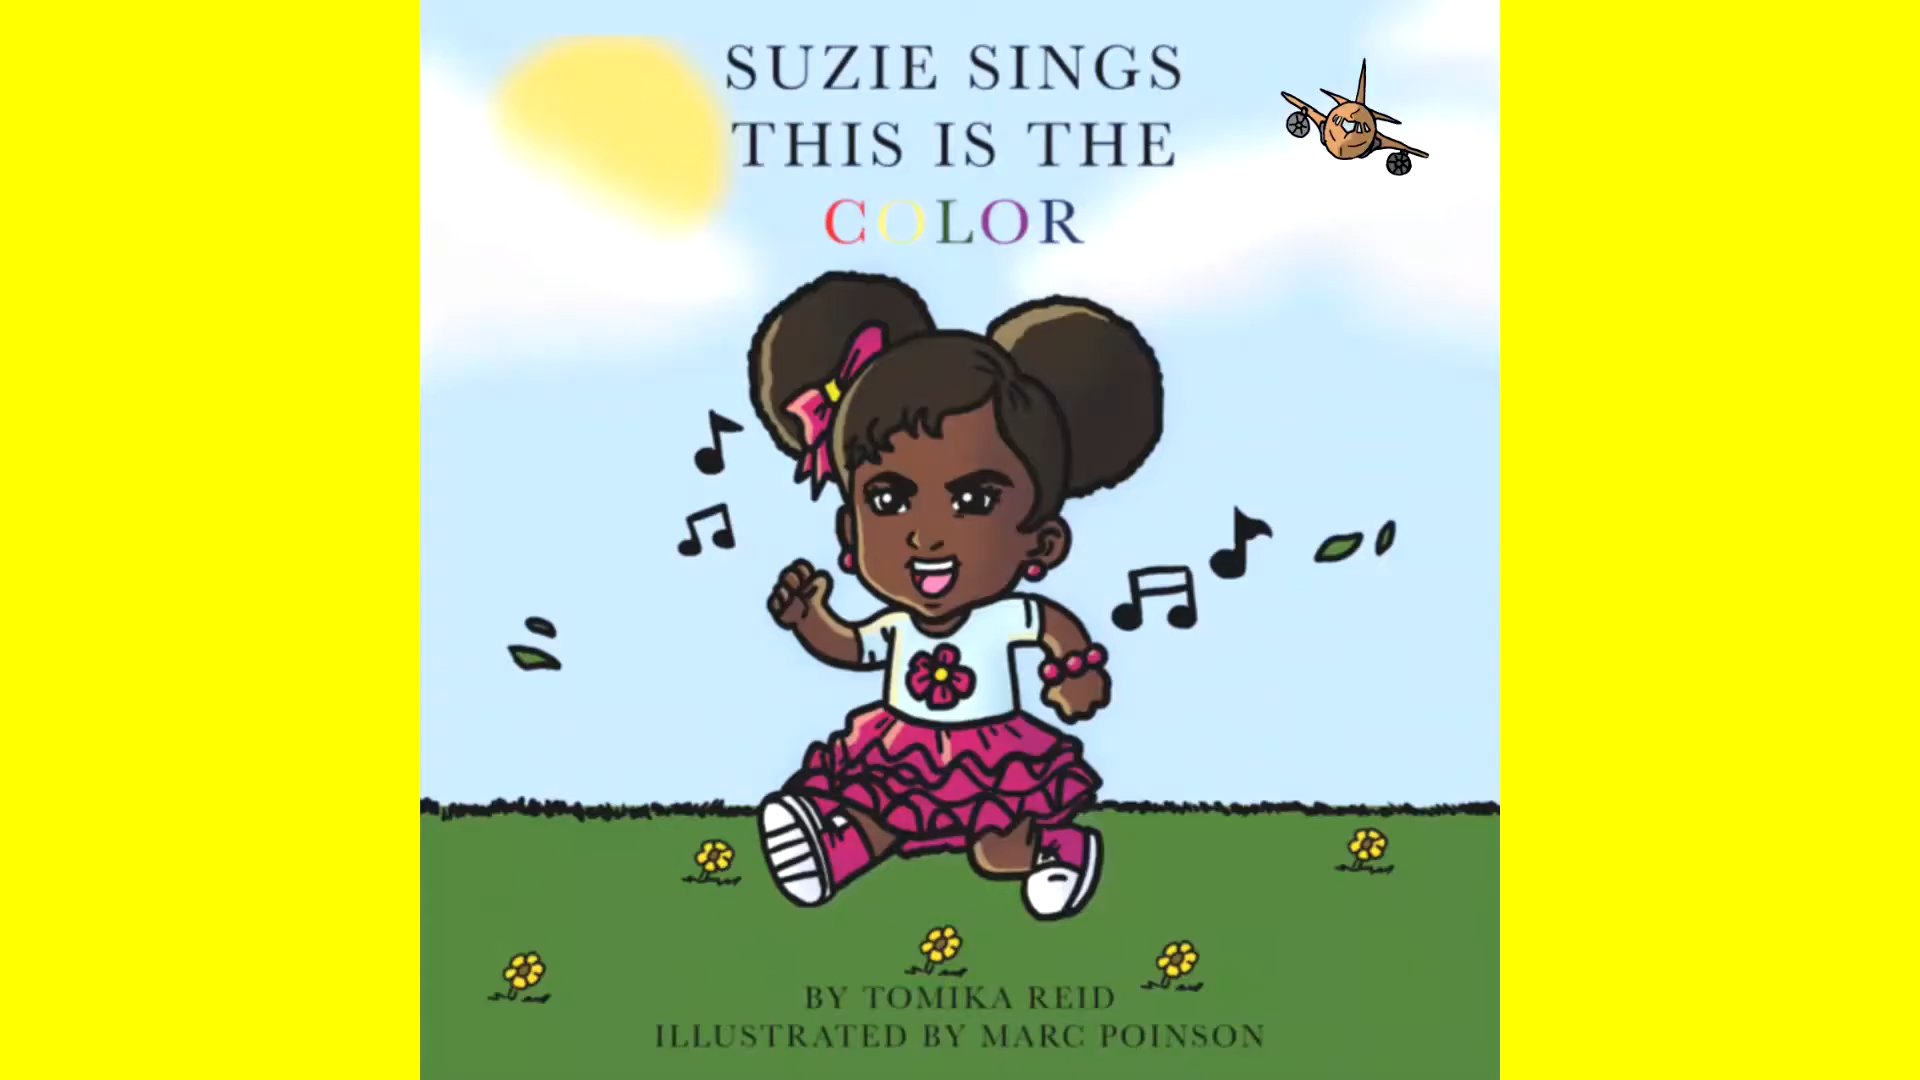 SUZIE SINGS
THIS IS THE
COLOR
BY TOMIKA REID
ILLUSTRATED BY MARC POINSON